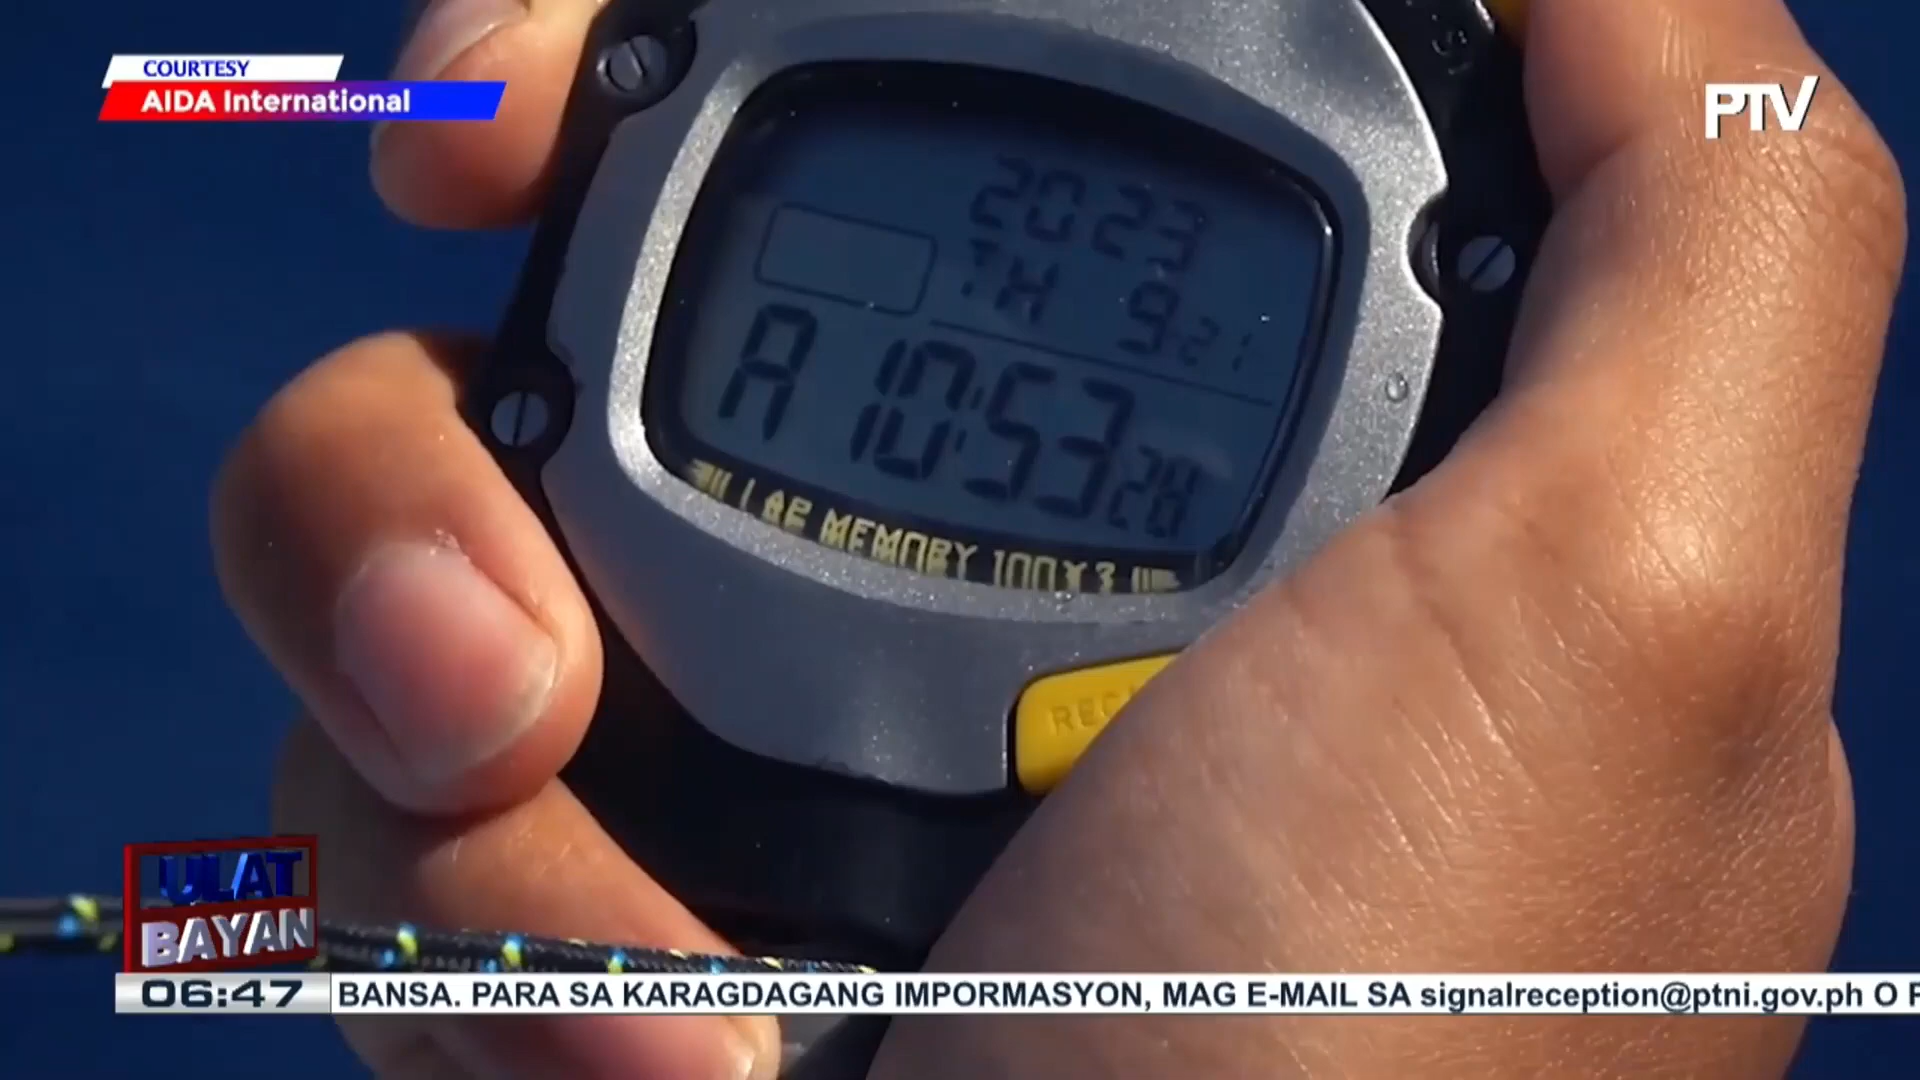 COURTESY
AIDA International
PTV
2023
TH 9-21
A 10:53 28
LAP MEMORY 100X3
REC
ULAT
BAYAN
06:47
BANSA. PARA SA KARAGDAGANG IMPORMASYON, MAG E-MAIL SA signalreception@ptni.gov.ph O F